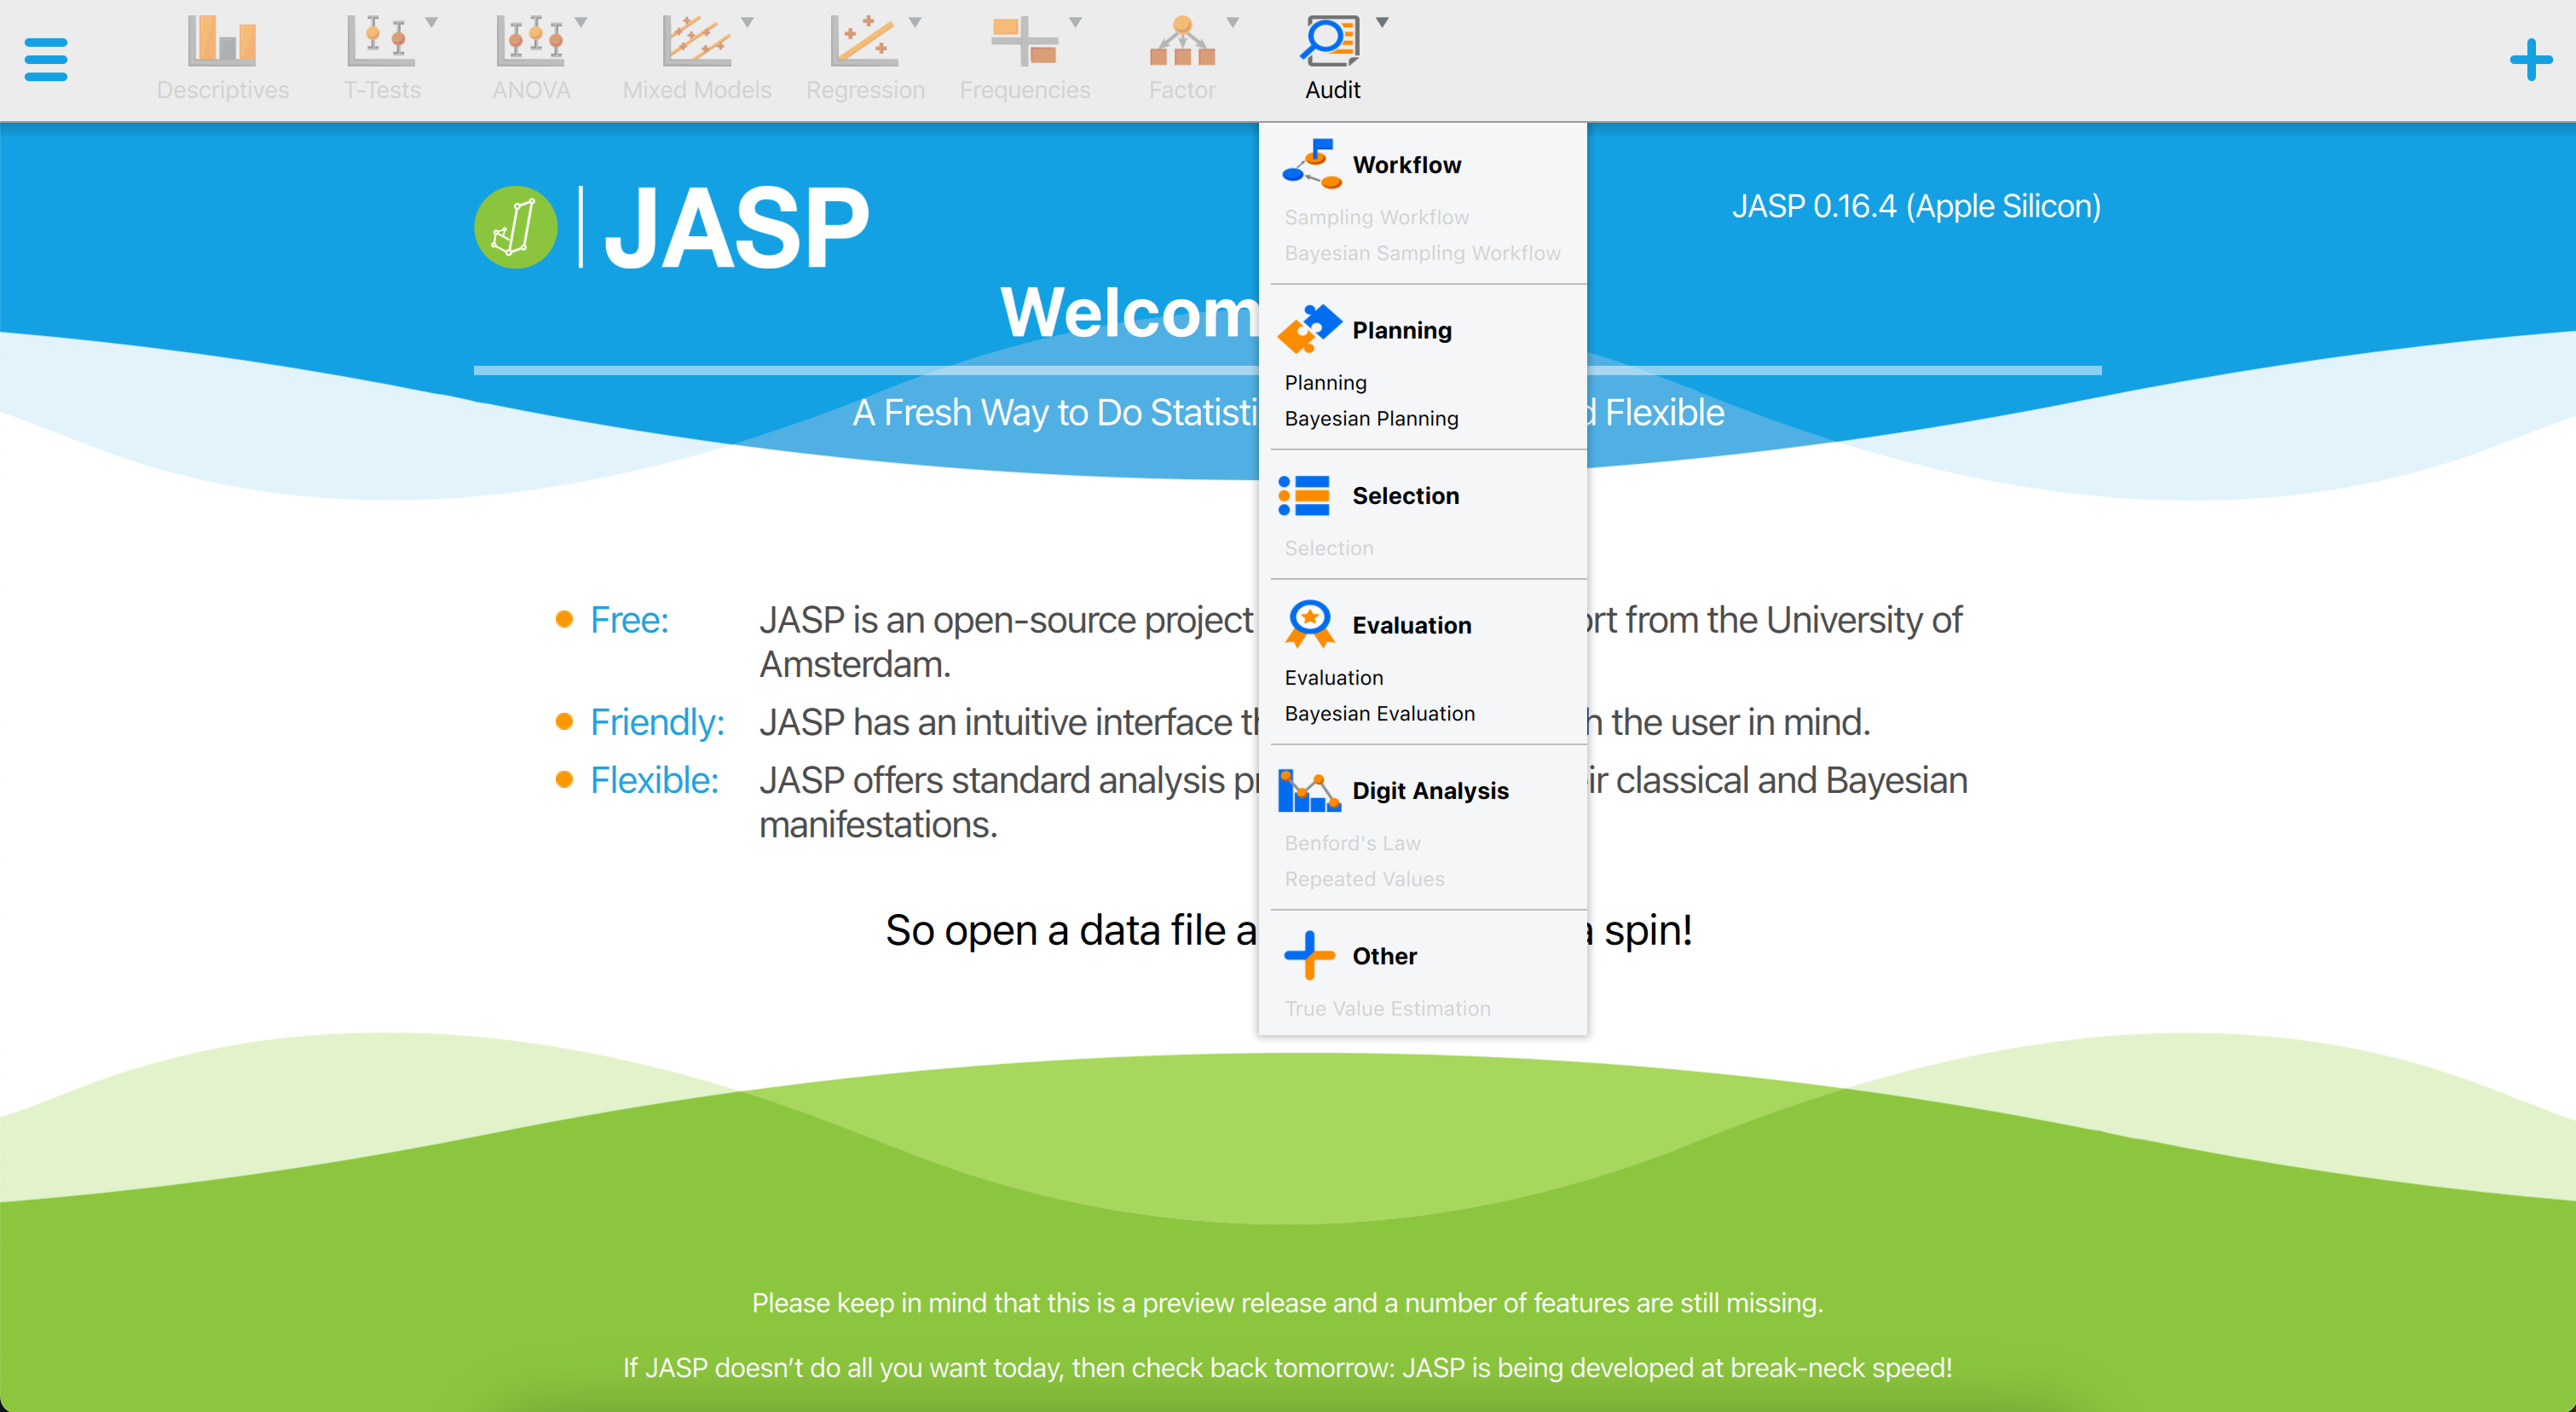 Descriptives
T-Tests
ANOVA
Mixed Models
Regression
Frequencies
Factor
Audit
JASP
JASP 0.16.4 (Apple Silicon)
Welcom
A Fresh Way to Do Statisti
d Flexible
Workflow
Sampling Workflow
Bayesian Sampling Workflow
Planning
Planning
Bayesian Planning
Selection
Selection
Evaluation
Evaluation
Bayesian Evaluation
Digit Analysis
Benford's Law
Repeated Values
Other
True Value Estimation
Free: JASP is an open-source project
rt from the University of
Amsterdam.
Friendly: JASP has an intuitive interface t
h the user in mind.
Flexible: JASP offers standard analysis p
ir classical and Bayesian
manifestations.
So open a data file a
a spin!
Please keep in mind that this is a preview release and a number of features are still missing.
If JASP doesn’t do all you want today, then check back tomorrow: JASP is being developed at break-neck speed!